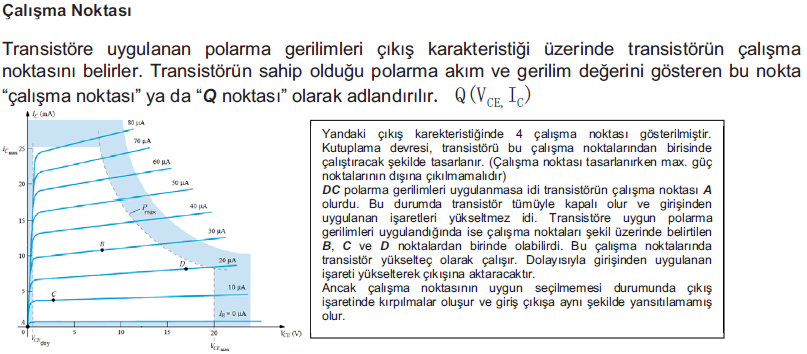 Çalışma Noktası
Transistöre uygulanan polarma gerilimleri çıkış karakteristiği üzerinde transistörün çalışma
noktasını belirler. Transistörün sahip olduğu polarma akım ve gerilim değerini gösteren bu nokta
“çalışma noktası” ya da “Q noktası” olarak adlandırılır. Q(VCE, IC)
IC (mA)
80 μA
70 μA
ICmax
25
60 μA
20
50 μA
Pmax
40 μA
15
30 μA
B
10
20 μA
D
5
10 μA
C
IB = 0 μA
A
0
5
10
15
20
VCE (V)
VCEdoy
VCEmax
Yandaki çıkış karekteristiğinde 4 çalışma noktası gösterilmiştir.
Kutuplama devresi, transistörü bu çalışma noktalarından birisinde
çalıştıracak şekilde tasarlanır. (Çalışma noktası tasarlanırken max. güç
noktalarının dışına çıkılmamalıdır)
DC polarma gerilimleri uygulanmasa idi transistörün çalışma noktası A
olurdu. Bu durumda transistör tümüyle kapalı olur ve girişinden
uygulanan işaretleri yükseltmez idi. Transistöre uygun polarma
gerilimleri uygulandığında ise çalışma noktaları şekil üzerinde belirtilen
B, C ve D noktalardan birinde olabilirdi. Bu çalışma noktalarında
transistör yükselteç olarak çalışır. Dolayısıyla girişinden uygulanan
işareti yükselterek çıkışına aktaracaktır.
Ancak çalışma noktasının uygun seçilmemesi durumunda çıkış
işaretinde kırpılmalar oluşur ve giriş çıkışa aynı şekilde yansıtılamamış
olur.